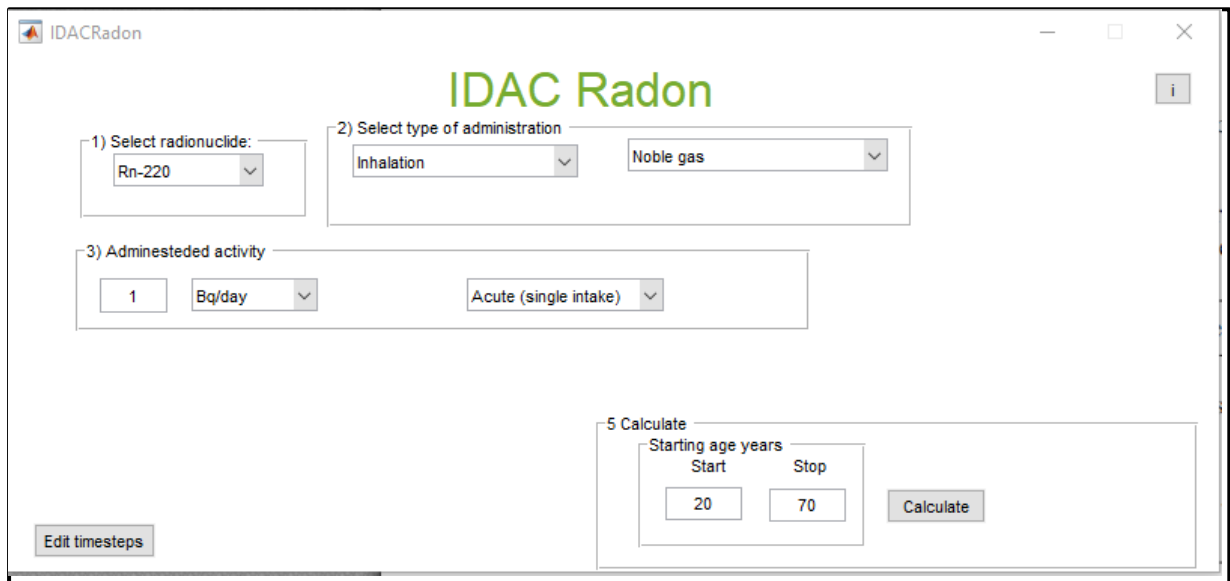 IDACRadon
IDAC Radon
i
1) Select radionuclide:
Rn-220
2) Select type of administration
Inhalation
Noble gas
3) Adminesteded activity
1
Bq/day
Acute (single intake)
5 Calculate
Starting age years
Start
Stop
20
70
Calculate
Edit timesteps